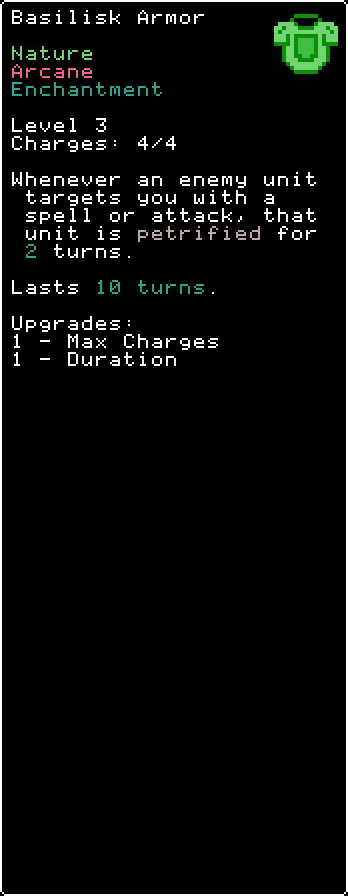 Basilisk Armor
Nature
Arcane
Enchantment
Level 3
Charges: 4/4
Whenever an enemy unit
targets you with a
spell or attack, that
unit is petrified for
2 turns.
Lasts 10 turns.
Upgrades:
1 - Max Charges
1 - Duration